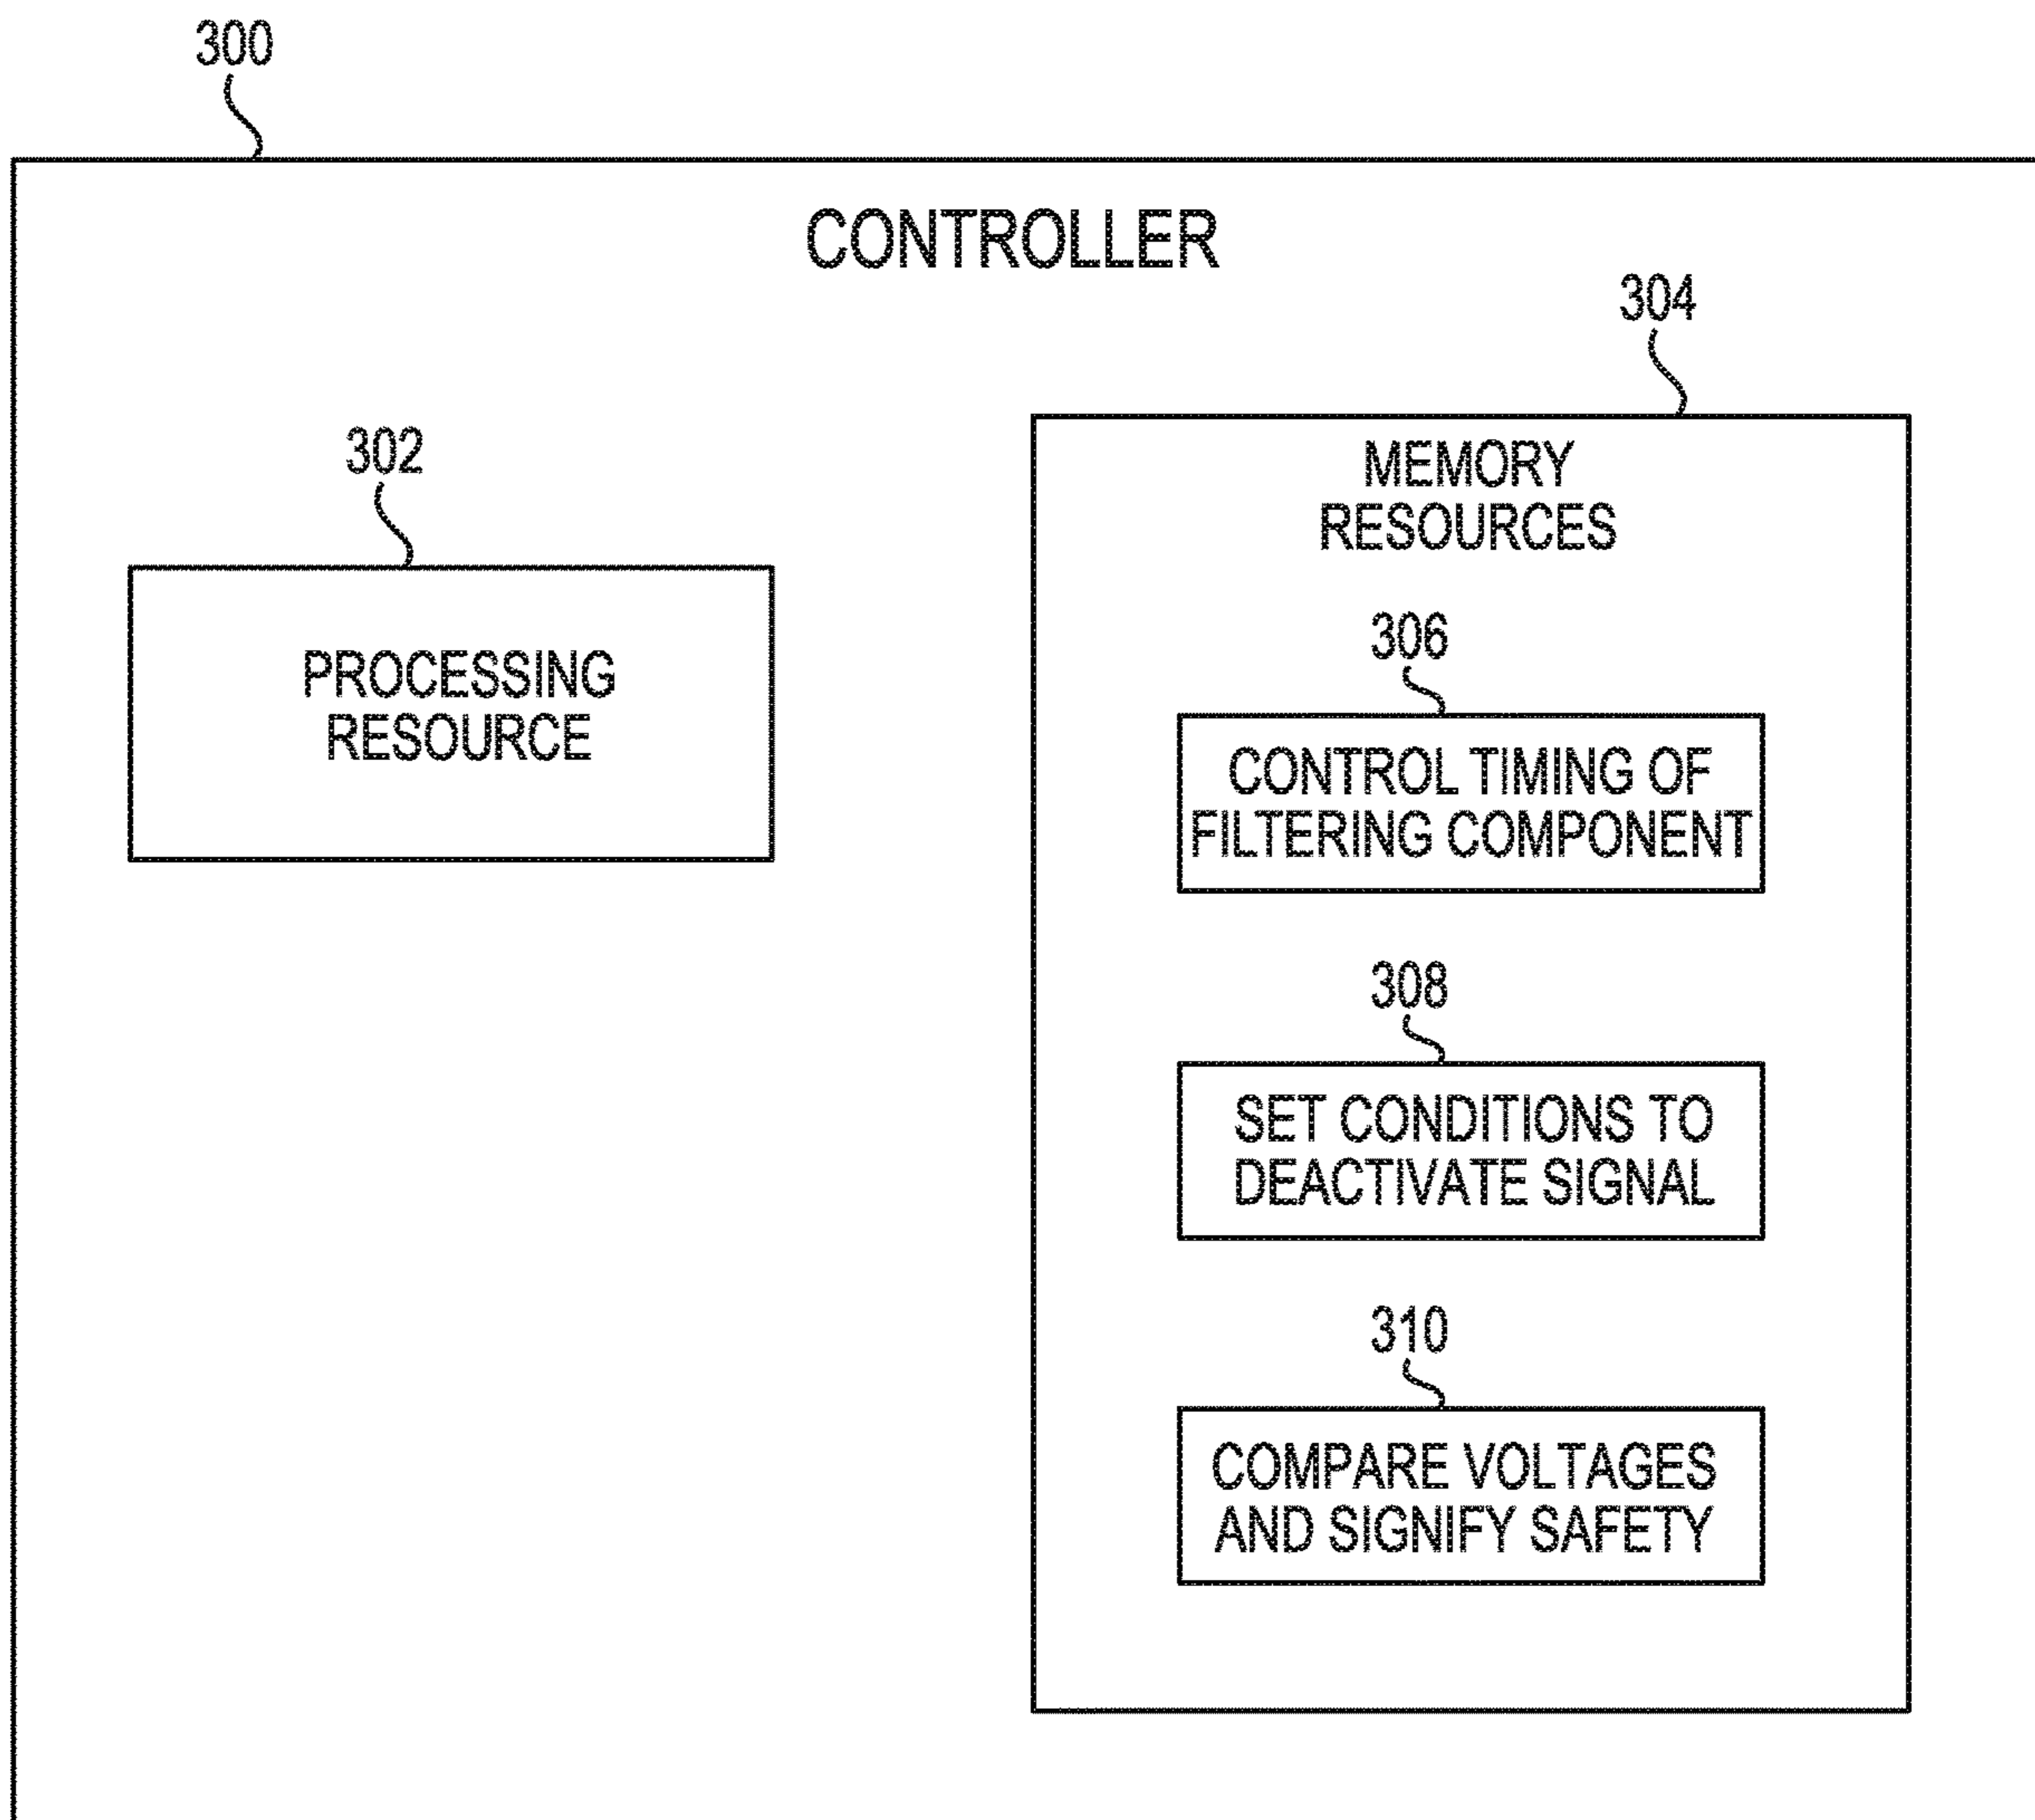 300
CONTROLLER
304
302
MEMORY
RESOURCES
PROCESSING
RESOURCE
306
CONTROL TIMING OF
FILTERING COMPONENT
308
SET CONDITIONS TO
DEACTIVATE SIGNAL
310
COMPARE VOLTAGES
AND SIGNIFY SAFETY